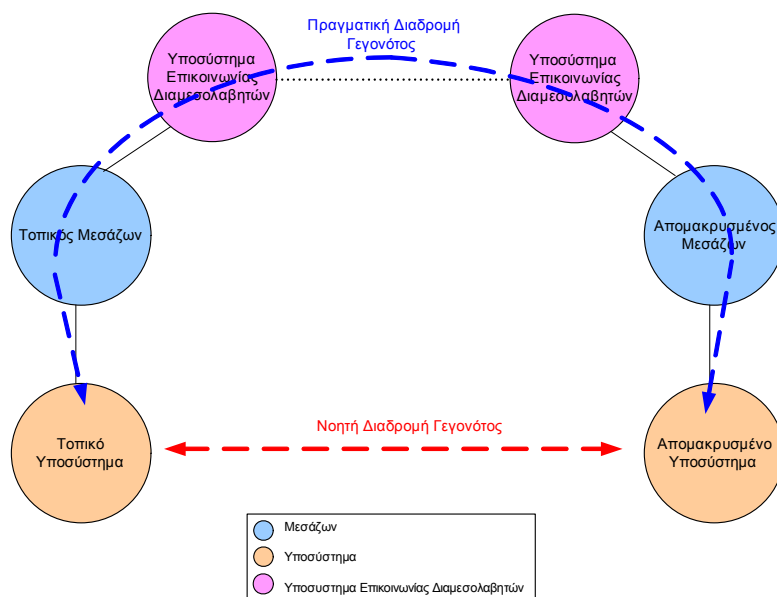 Πραγματική Διαδρομή
Γεγονότος
Υποσύστημα
Επικοινωνίας
Διαμεσολαβητών
Υποσύστημα
Επικοινωνίας
Διαμεσολαβητών
Τοπικός Μεσάζων
Απομακρυσμένος
Μεσάζων
Νοητή Διαδρομή Γεγονότος
Τοπικό
Υποσύστημα
Απομακρυσμένο
Υποσύστημα
Μεσάζων
Υποσύστημα
Υποσυστημα Επικοινωνίας Διαμεσολαβητών